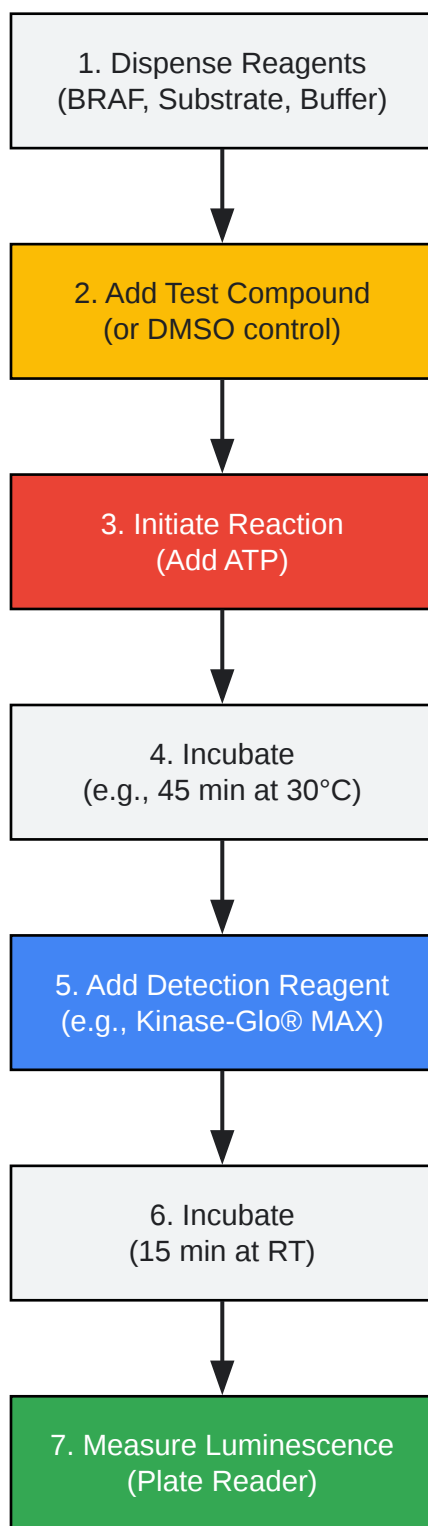 1. Dispense Reagents
(BRAF, Substrate, Buffer)
2. Add Test Compound
(or DMSO control)
3. Initiate Reaction
(Add ATP)
4. Incubate
(e.g., 45 min at 30°C)
5. Add Detection Reagent
(e.g., Kinase-Glo® MAX)
6. Incubate
(15 min at RT)
7. Measure Luminescence
(Plate Reader)